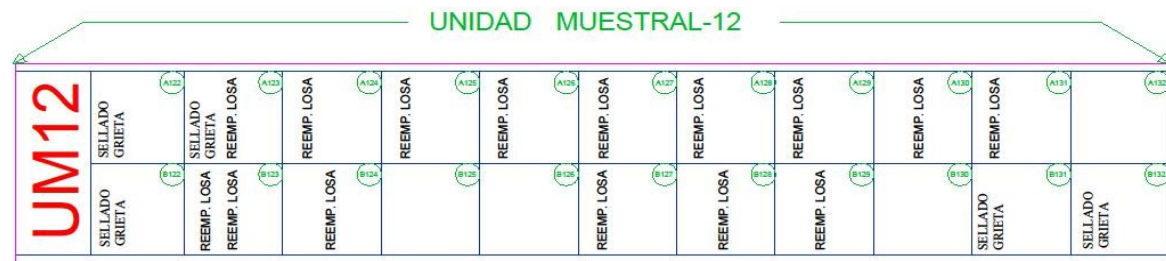 UNIDAD MUESTRAL-12
UM12
A122
A123
A124
A125
A126
A127
A128
A129
A130
A131
A132
SELLADO
GRIETA
SELLADO
GRIETA
REEMP. LOSA
REEMP. LOSA
REEMP. LOSA
REEMP. LOSA
REEMP. LOSA
REEMP. LOSA
REEMP. LOSA
REEMP. LOSA
REEMP. LOSA
B122
B123
B124
B125
B126
B127
B128
B129
B130
B131
B132
SELLADO
GRIETA
REEMP. LOSA
REEMP. LOSA
REEMP. LOSA
REEMP. LOSA
REEMP. LOSA
REEMP. LOSA
SELLADO
GRIETA
SELLADO
GRIETA